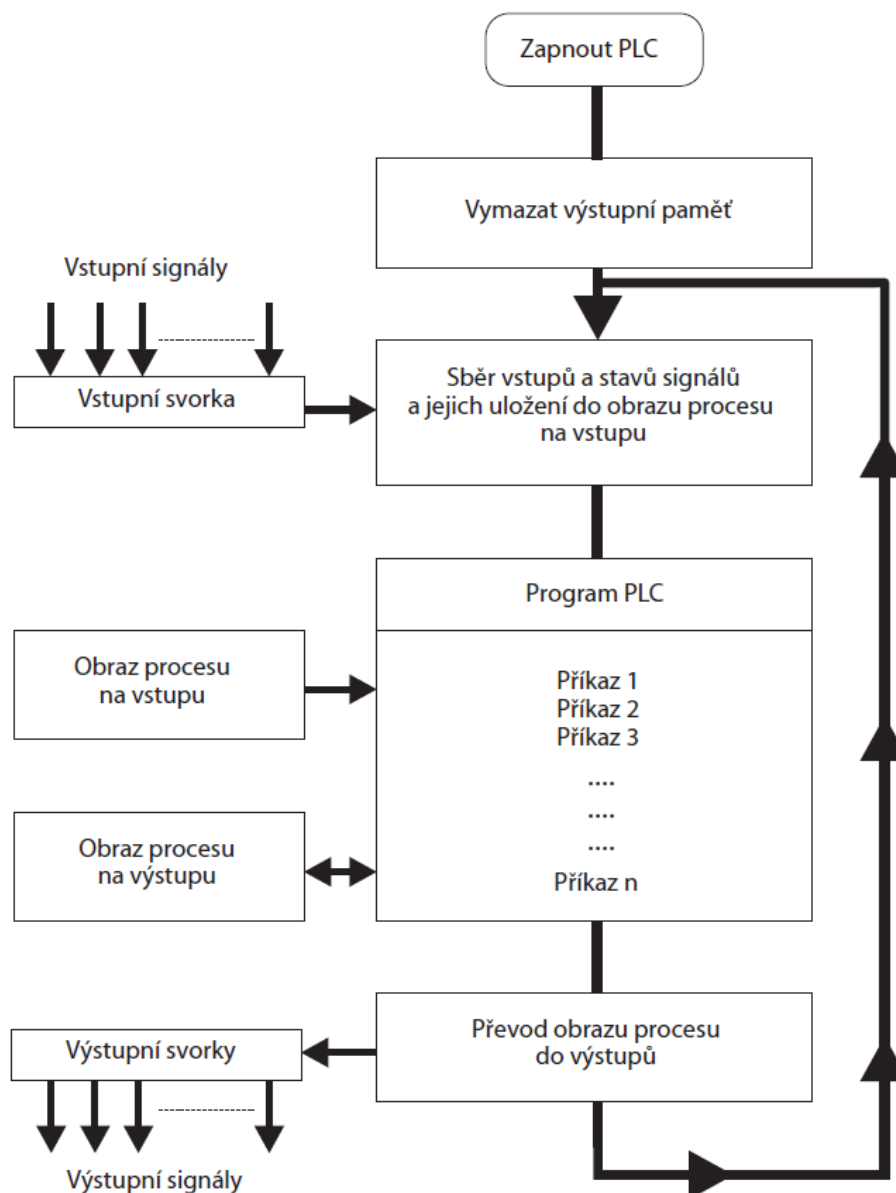 Zapnout PLC
Vymazat výstupní paměť
Vstupní signály
Vstupní svorka
Sběr vstupů a stavů signálů
a jejich uložení do obrazu procesu
na vstupu
Program PLC
Obraz procesu
na vstupu
Příkaz 1
Příkaz 2
Příkaz 3
....
....
....
Příkaz n
Obraz procesu
na výstupu
Převod obrazu procesu
do výstupů
Výstupní svorky
Výstupní signály